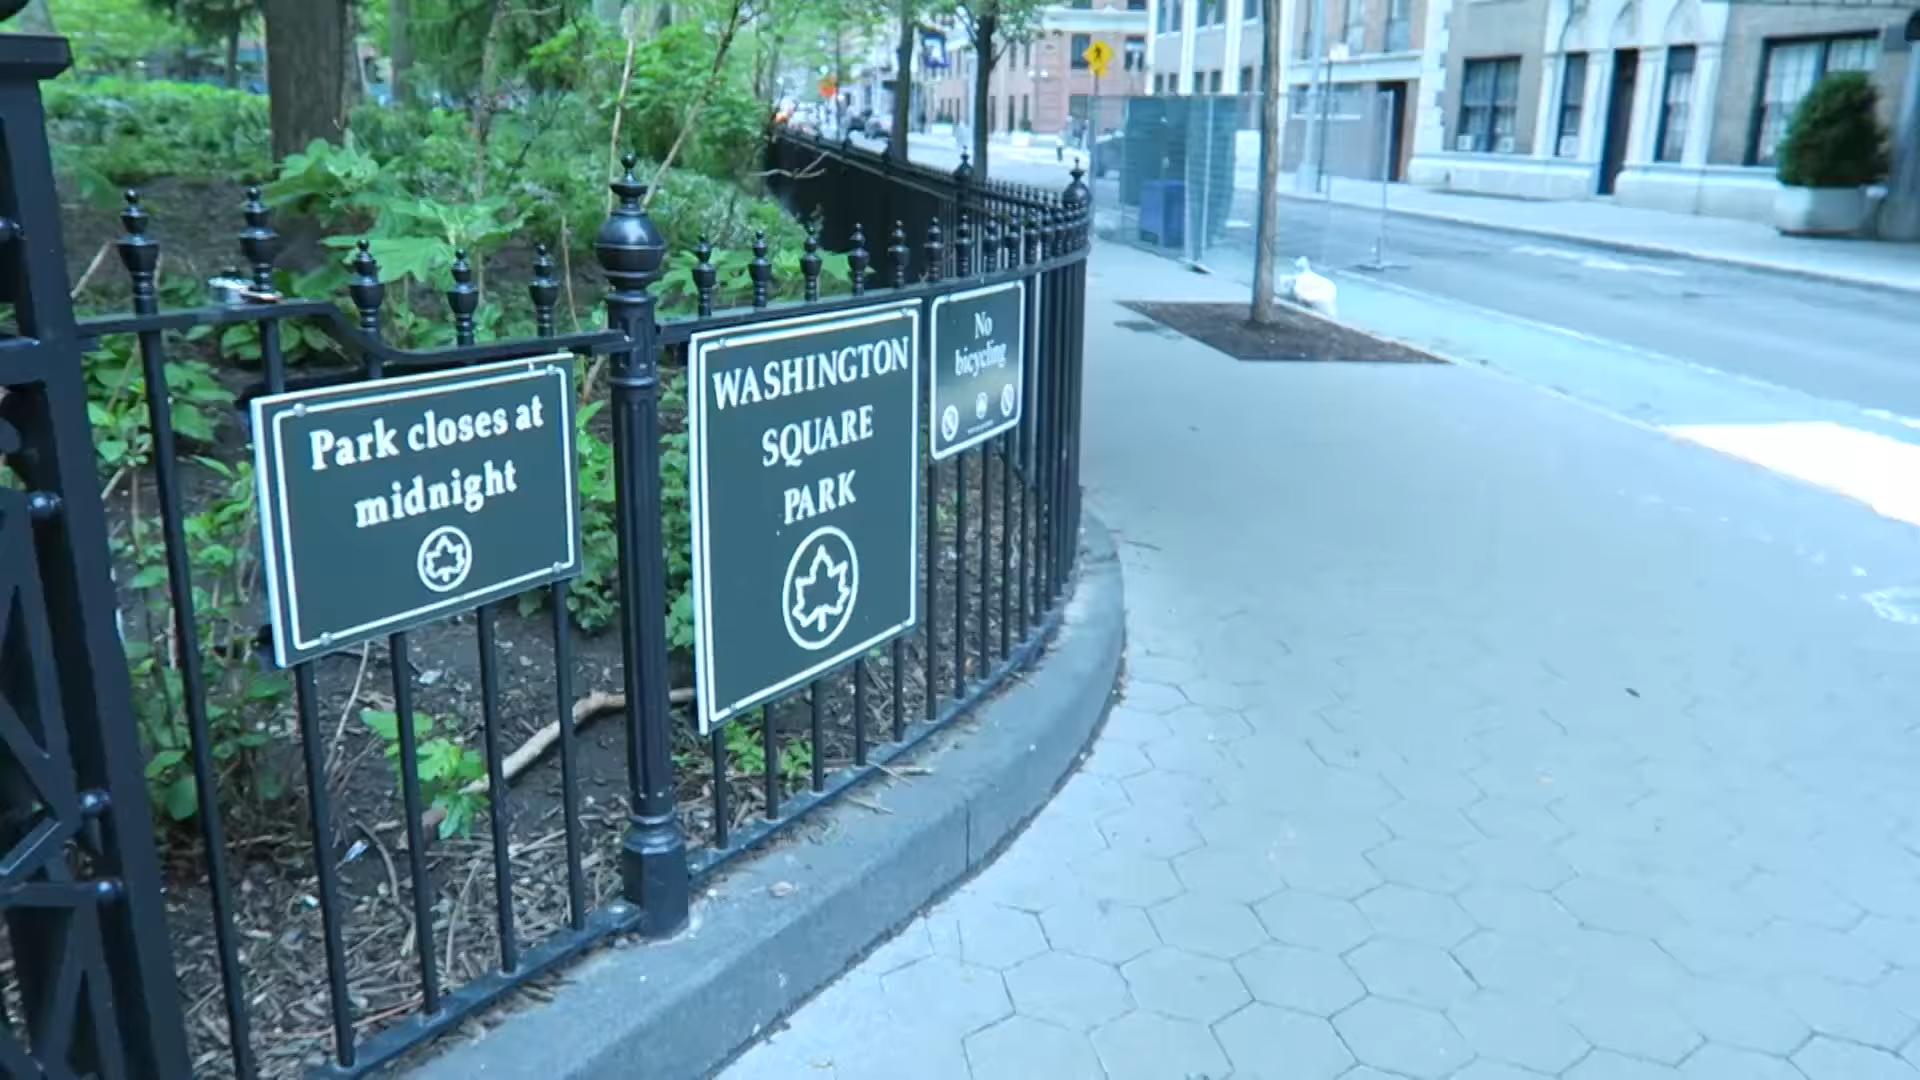 Park closes at
midnight
WASHINGTON
SQUARE
PARK
No
bicycling